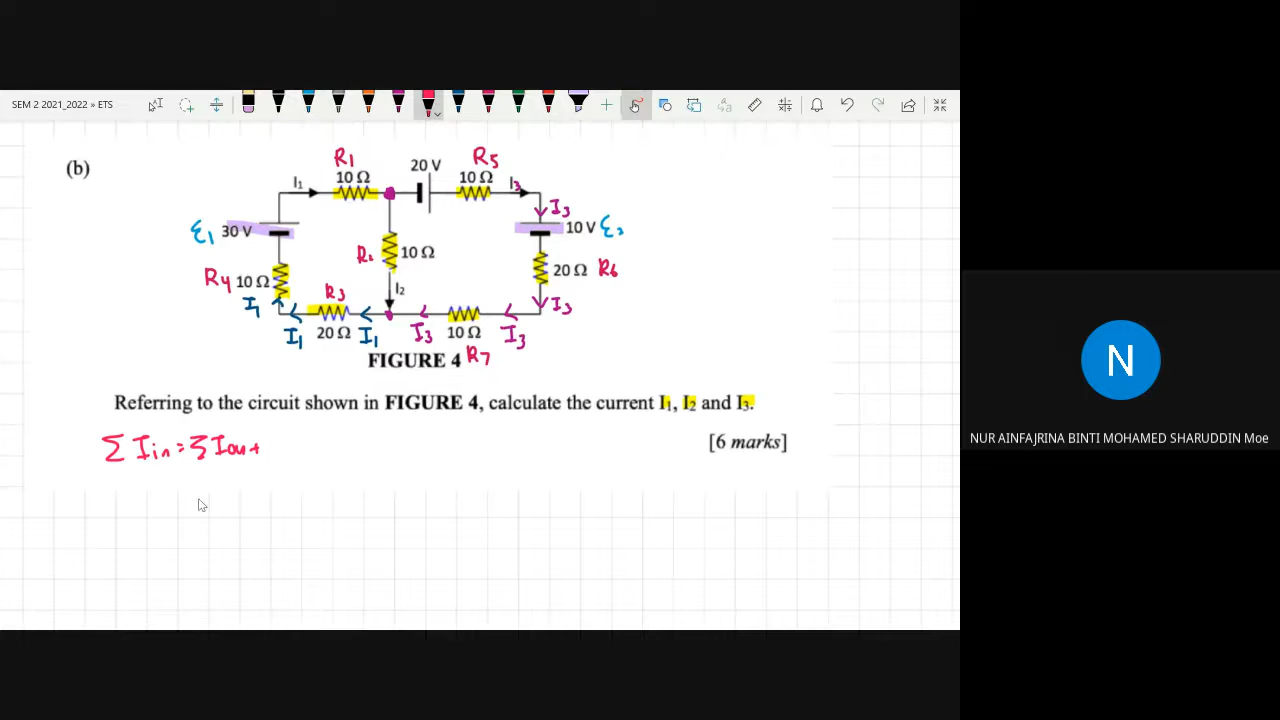 SEM 2 2021_2022 » ETS
(b)
R1
20 V
R5
I1
10 Ω
10 Ω
I3
I3
ε1 30 V
10 V ε2
10 Ω
R4 10 Ω
20 Ω R6
I2
I1
R3
I3
I1
20 Ω
I1
I3
10 Ω
I3
FIGURE 4
R7
Referring to the circuit shown in FIGURE 4, calculate the current I1, I2 and I3.
[6 marks]
Σ Iin = Σ Iout
N
NUR AINFAJRINA BINTI MOHAMED SHARUDDIN Moe